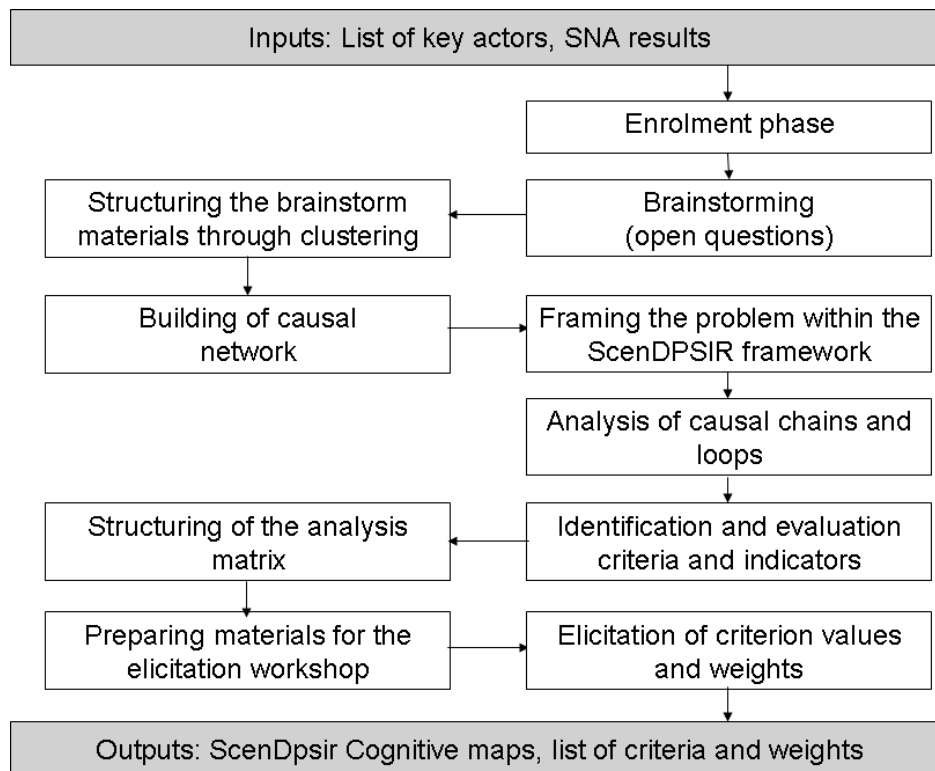 Inputs: List of key actors, SNA results
Enrolment phase
Brainstorming
(open questions)
Structuring the brainstorm
materials through clustering
Building of causal
network
Framing the problem within the
ScenDPSIR framework
Analysis of causal chains and
loops
Identification and evaluation
criteria and indicators
Structuring of the analysis
matrix
Preparing materials for the
elicitation workshop
Elicitation of criterion values
and weights
Outputs: ScenDpsir Cognitive maps, list of criteria and weights